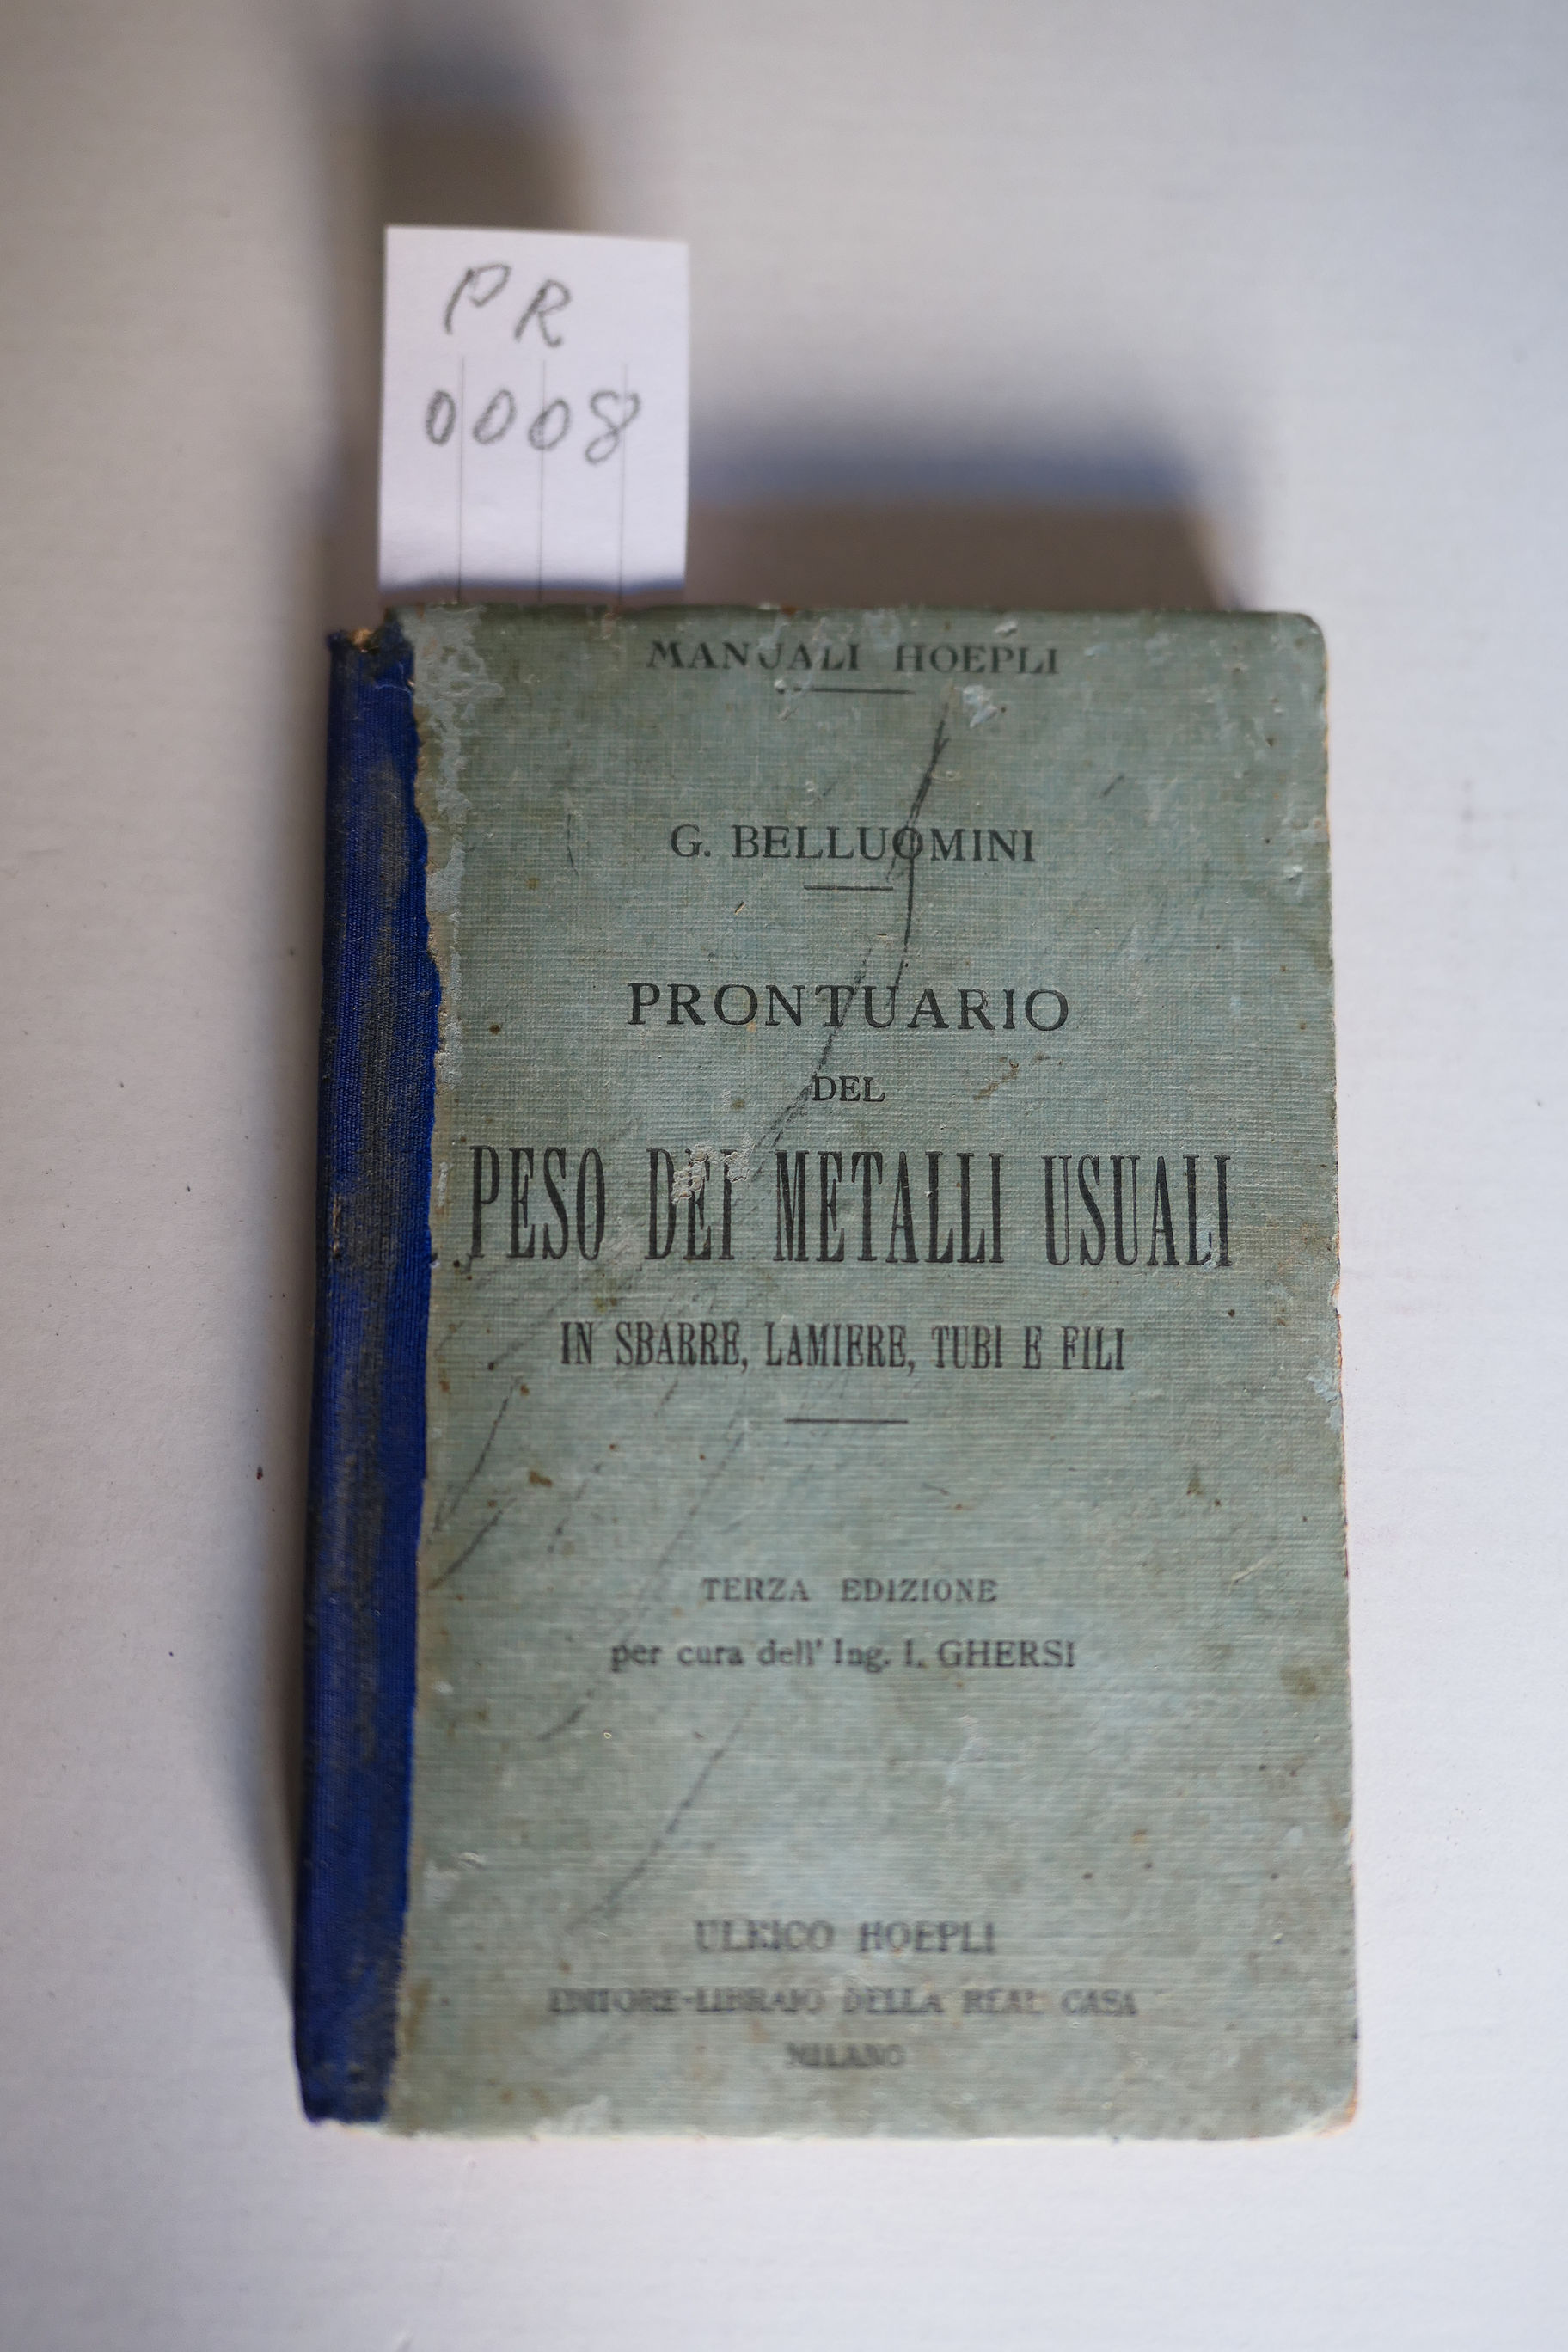 PR
0008
MANUALI HOEPLI
G. BELLUOMINI
PRONTUARIO
DEL
PESO DEI METALLI USUALI
IN SBARRE, LAMIERE, TUBI E FILI
TERZA EDIZIONE
per cura dell' Ing. I. GHERSI
ULRICO HOEPLI
EDITORE-LIBRAIO DELLA REAL CASA
MILANO